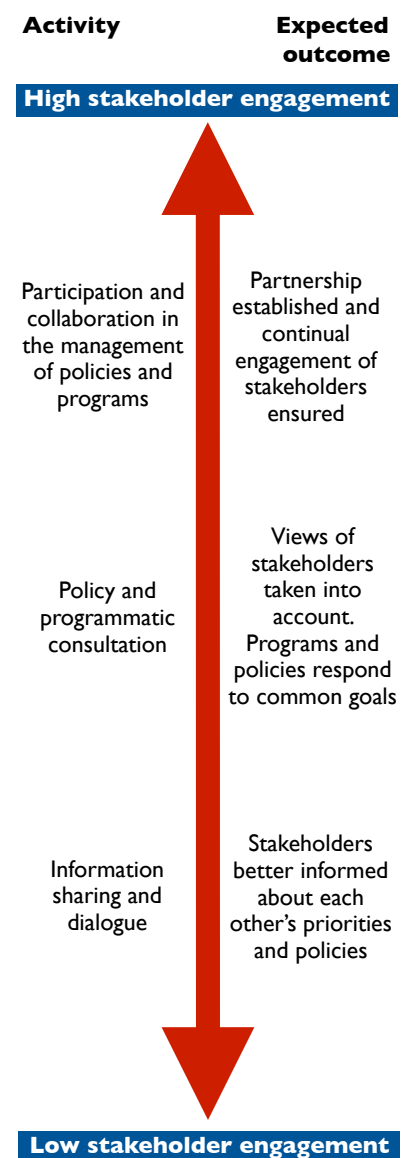 Activity
Expected
outcome
High stakeholder engagement
Participation and
collaboration in
the management
of policies and
programs
Partnership
established and
continual
engagement of
stakeholders
ensured
Policy and
programmatic
consultation
Views of
stakeholders
taken into
account.
Programs and
policies respond
to common goals
Information
sharing and
dialogue
Stakeholders
better informed
about each
other’s priorities
and policies
Low stakeholder engagement